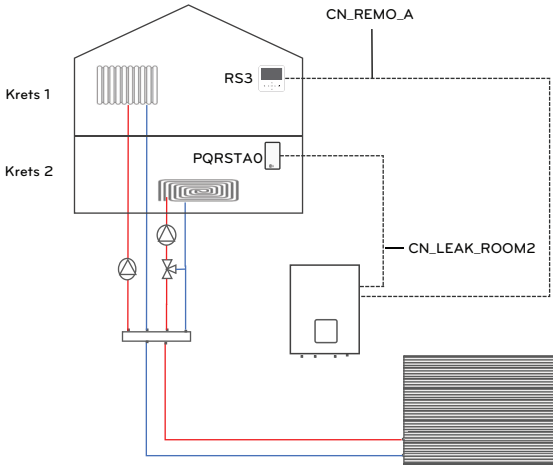 CN_REMO_A
RS3
Krets 1
PQRSTA0
Krets 2
CN_LEAK_ROOM2